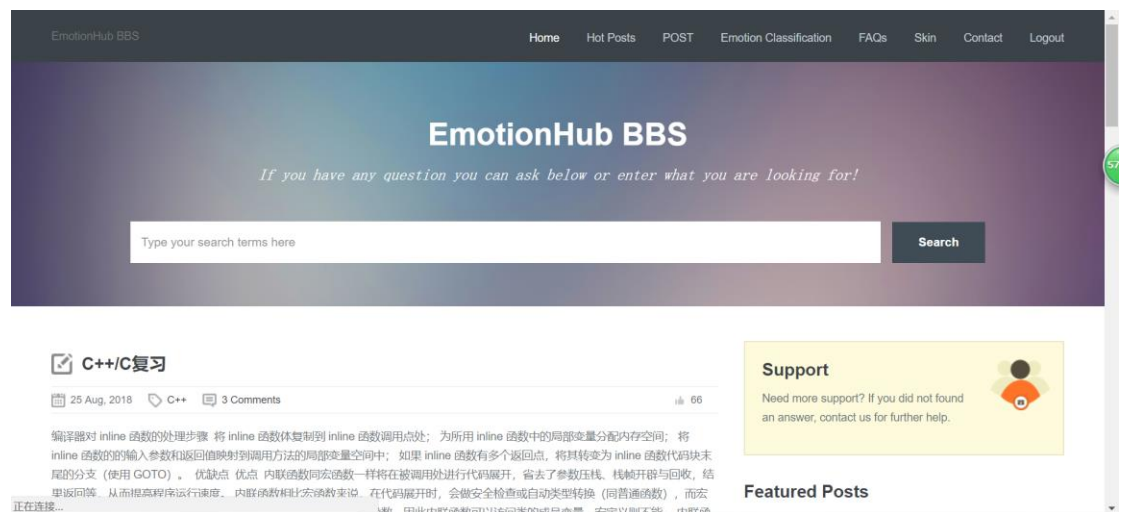 EmotionHub BBS
Home Hot Posts POST Emotion Classification FAQs Skin Contact Logout
EmotionHub BBS
If you have any question you can ask below or enter what you are looking for!
Type your search terms here
Search
57
C++/C复习
25 Aug, 2018 C++ 3 Comments 66
编译器对 inline 函数的处理步骤 将 inline 函数体复制到 inline 函数调用点处； 为所用 inline 函数中的局部变量分配内存空间； 将
inline 函数的的输入参数和返回值映射到调用方法的局部变量空间中； 如果 inline 函数有多个返回点，将其转变为 inline 函数代码块末
尾的分支（使用 GOTO）。 优缺点 优点 内联函数同宏函数一样将在被调用处进行代码展开，省去了参数压栈、栈帧开辟与回收，结
果返回等，从而提高程序运行速度。 内联函数相比宏函数来说，在代码展开时，会做安全检查或自动类型转换（同普通函数），而宏
正在连接...
Support
Need more support? If you did not found
an answer, contact us for further help.
Featured Posts